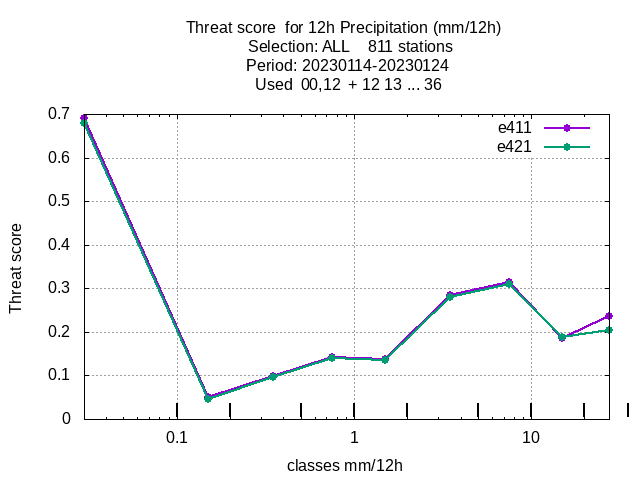 Threat score  for 12h Precipitation (mm/12h)
Selection: ALL    811 stations
Period: 20230114-20230124
Used  00,12  + 12 13 ... 36
e411
e421
0.7
0.6
0.5
0.4
0.3
0.2
0.1
0
Threat score
0.1 1 10
classes mm/12h